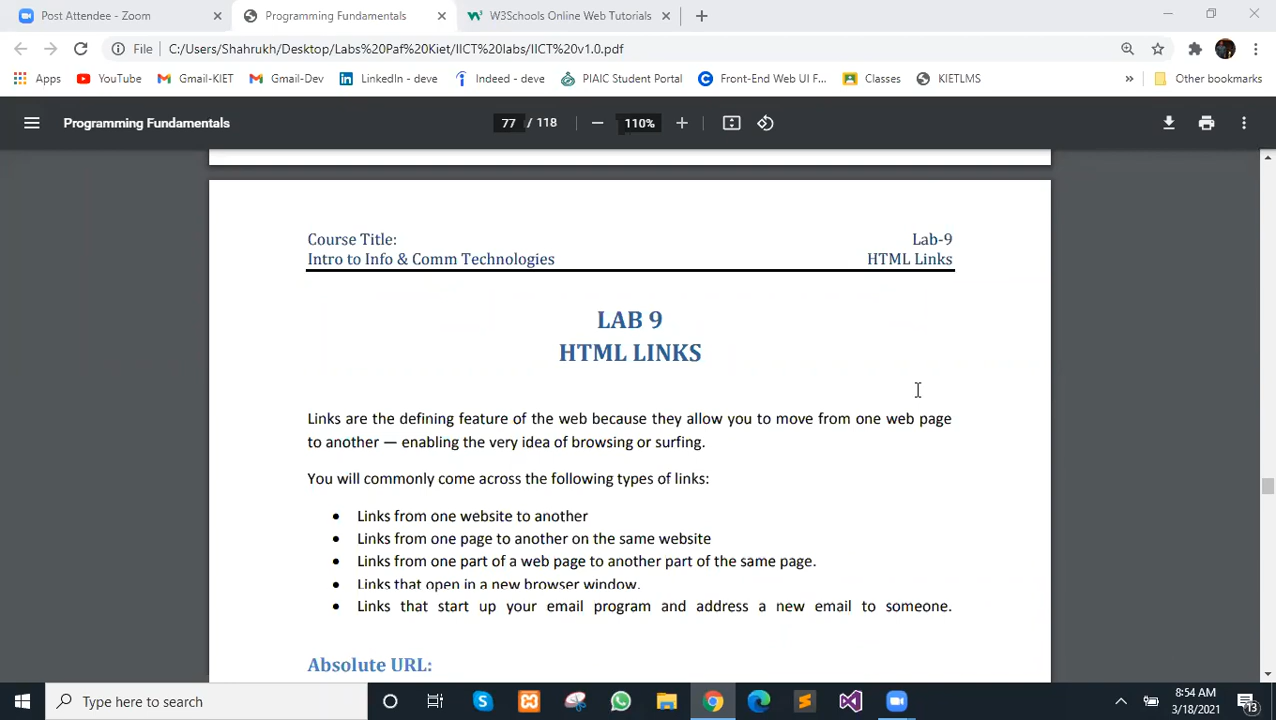 Post Attendee - Zoom
Programming Fundamentals
W3Schools Online Web Tutorials
File
C:/Users/Shahrukh/Desktop/Labs%20Paf%20Kiet/IICT%20labs/IICT%20v1.0.pdf
Apps
YouTube
Gmail-KIET
Gmail-Dev
LinkedIn - deve
Indeed - deve
PIAIC Student Portal
Front-End Web UI F...
Classes
KIETLMS
»
Other bookmarks
Programming Fundamentals
77 / 118
110%
Course Title:
Lab-9
Intro to Info & Comm Technologies
HTML Links
LAB 9
HTML LINKS
Links are the defining feature of the web because they allow you to move from one web page
to another — enabling the very idea of browsing or surfing.
You will commonly come across the following types of links:
• Links from one website to another
• Links from one page to another on the same website
• Links from one part of a web page to another part of the same page.
• Links that open in a new browser window.
• Links that start up your email program and address a new email to someone.
Absolute URL:
Type here to search
8:54 AM
3/18/2021
13